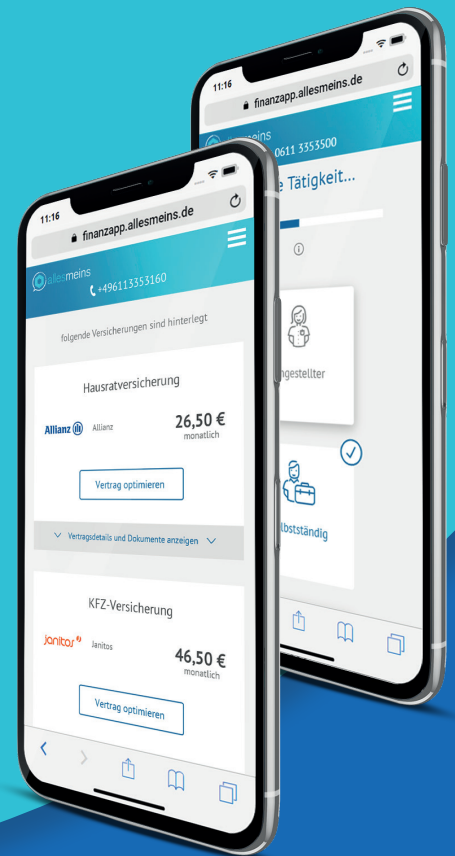 11:16
finanzapp.allesmeins.de
allesmeins
+496113353160
folgende Versicherungen sind hinterlegt
Hausratversicherung
Allianz
Allianz
26,50 €
monatlich
Vertrag optimieren
Vertragsdetails und Dokumente anzeigen
KFZ-Versicherung
Janitos
Janitos
46,50 €
monatlich
Vertrag optimieren
11:16
finanzapp.allesmeins.de
0611 3353500
e Tätigkeit...
ngestellter
lbstständig